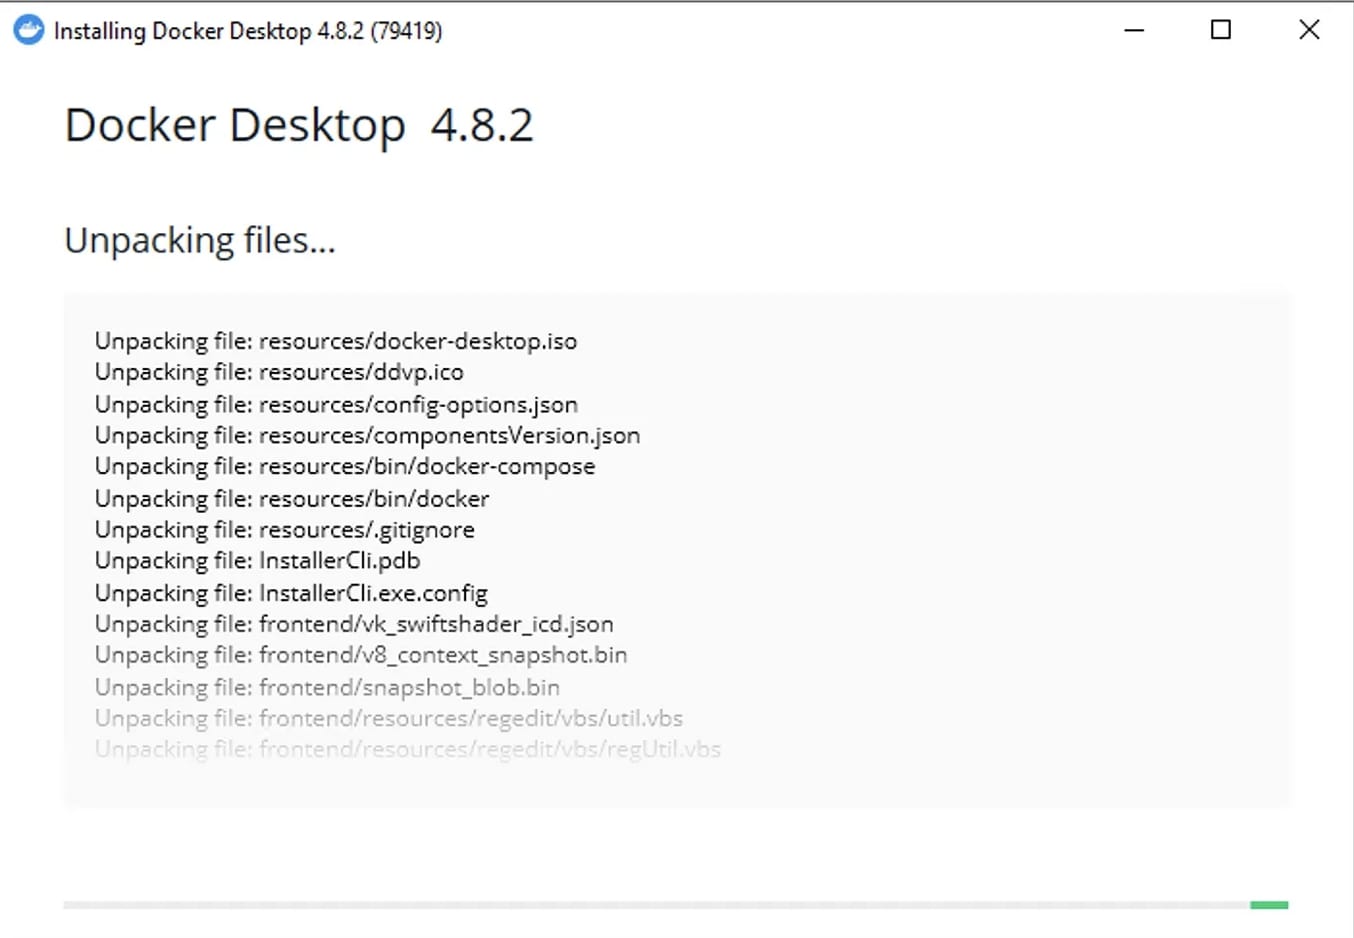 Installing Docker Desktop 4.8.2 (79419)
Docker Desktop 4.8.2
Unpacking files...
Unpacking file: resources/docker-desktop.iso
Unpacking file: resources/ddvp.ico
Unpacking file: resources/config-options.json
Unpacking file: resources/componentsVersion.json
Unpacking file: resources/bin/docker-compose
Unpacking file: resources/bin/docker
Unpacking file: resources/.gitignore
Unpacking file: InstallerCli.pdb
Unpacking file: InstallerCli.exe.config
Unpacking file: frontend/vk_swiftshader_icd.json
Unpacking file: frontend/v8_context_snapshot.bin
Unpacking file: frontend/snapshot_blob.bin
Unpacking file: frontend/resources/regedit/vbs/util.vbs
Unpacking file: frontend/resources/regedit/vbs/regUtil.vbs